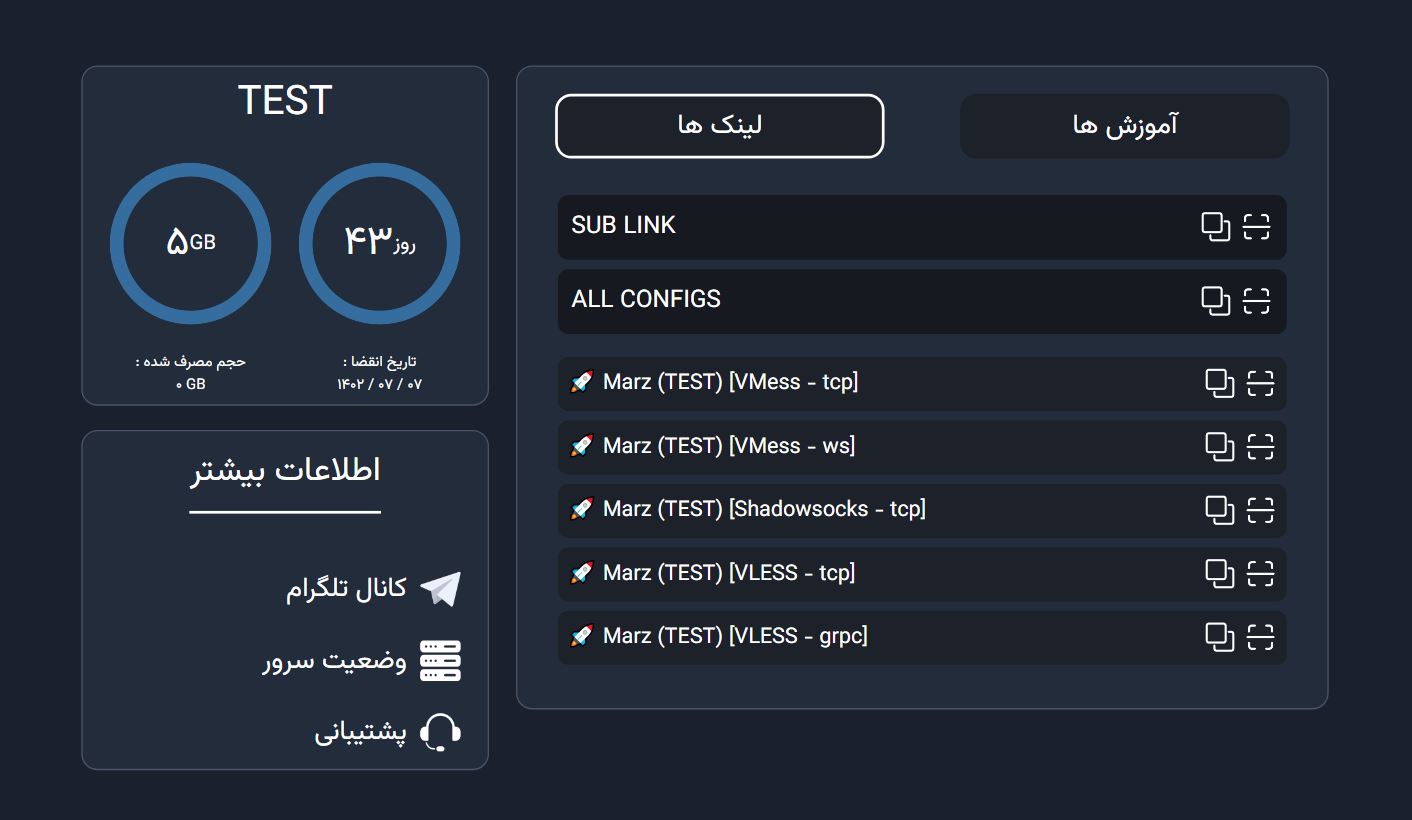 TEST
۵GB
۴۳روز
حجم مصرف شده :
۰ GB
تاریخ انقضا :
۱۴۰۲ / ۰۷ / ۰۷
اطلاعات بیشتر
کانال تلگرام
وضعیت سرور
پشتیبانی
لینک ها
آموزش ها
SUB LINK
ALL CONFIGS
🚀 Marz (TEST) [VMess - tcp]
🚀 Marz (TEST) [VMess - ws]
🚀 Marz (TEST) [Shadowsocks - tcp]
🚀 Marz (TEST) [VLESS - tcp]
🚀 Marz (TEST) [VLESS - grpc]